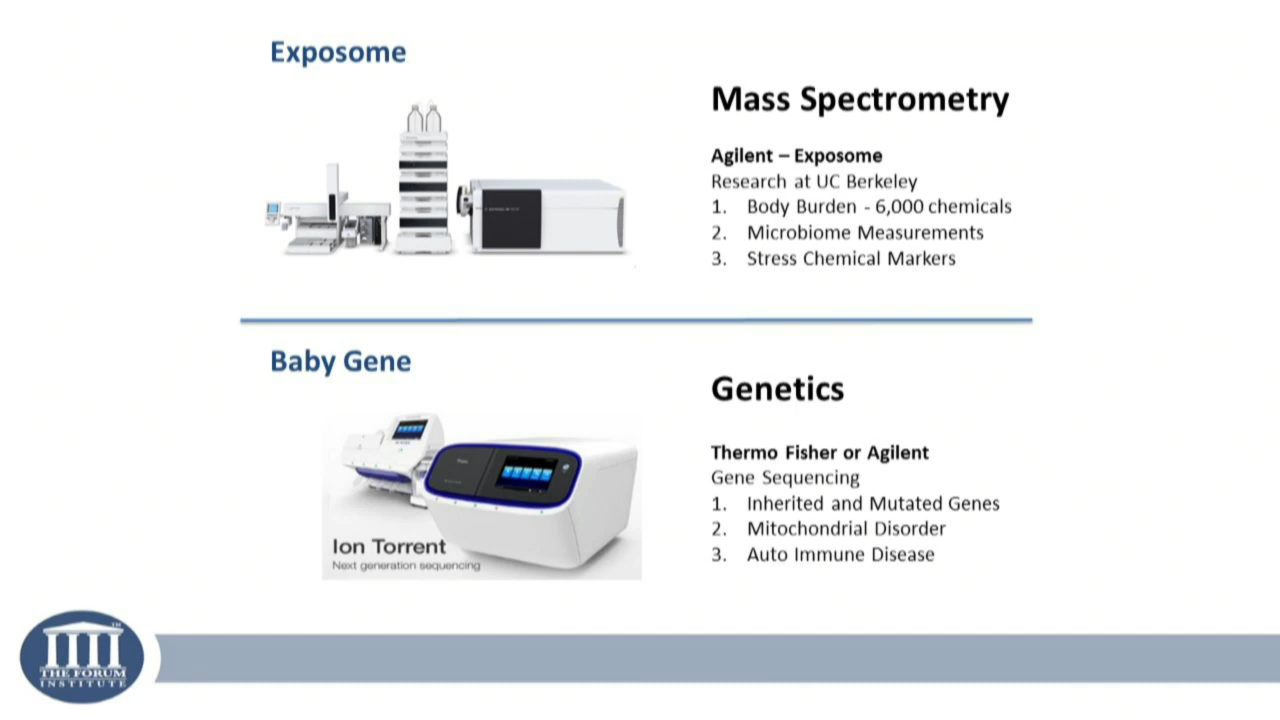 Exposome
Mass Spectrometry
Agilent – Exposome
Research at UC Berkeley
1. Body Burden - 6,000 chemicals
2. Microbiome Measurements
3. Stress Chemical Markers
Baby Gene
Genetics
Thermo Fisher or Agilent
Gene Sequencing
1. Inherited and Mutated Genes
2. Mitochondrial Disorder
3. Auto Immune Disease
Ion Torrent
Next generation sequencing
TM
THE FORUM
INSTITUTE